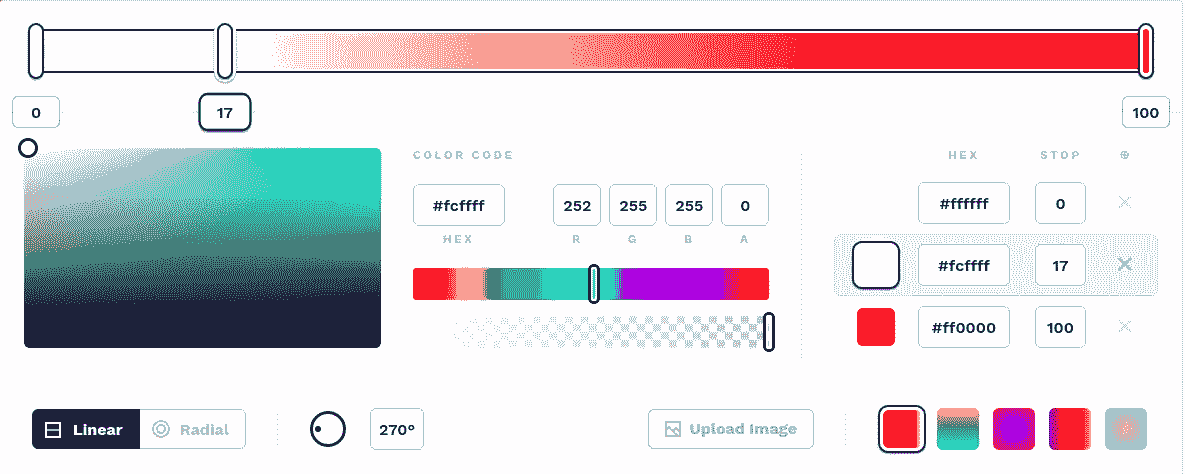 0
17
100
COLOR CODE
HEX STOP
#fcffff 252 255 255 0
HEX R G B A
#ffffff 0
#fcffff 17
#ff0000 100
Linear Radial 270° Upload Image